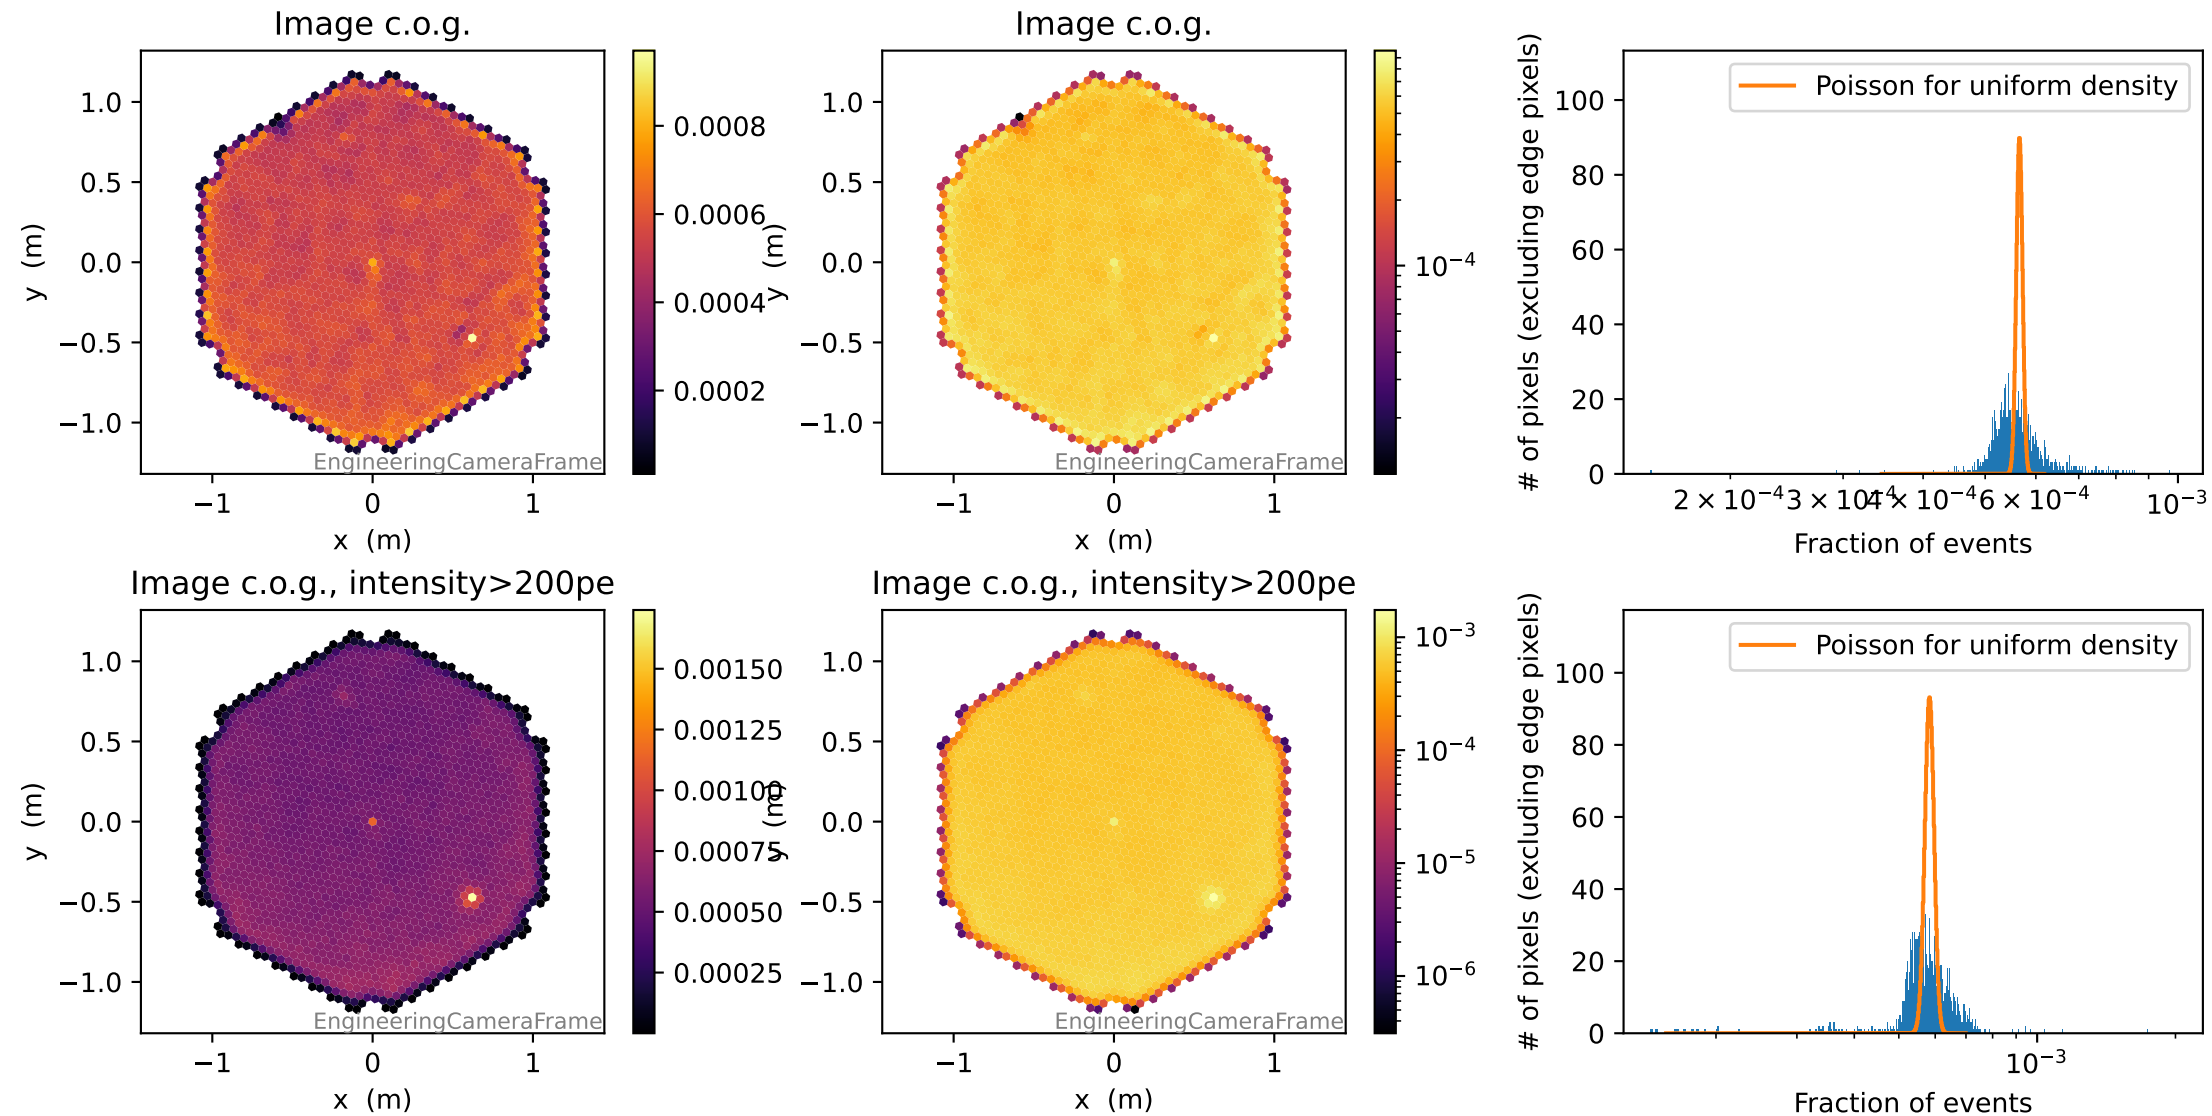 Image c.o.g.
1.0
0.5
0.0
−0.5
−1.0
−1
0
1
x (m)
y (m)
EngineeringCameraFrame
0.0008
0.0006
0.0004
0.0002
Image c.o.g.
1.0
0.5
0.0
−0.5
−1.0
−1
0
1
x (m)
y (m)
EngineeringCameraFrame
10⁻⁴
Poisson for uniform density
100
80
60
40
20
0
# of pixels (excluding edge pixels)
2 × 10⁻⁴
3 × 10⁻⁴
4 × 10⁻⁴
6 × 10⁻⁴
10⁻³
Fraction of events
Image c.o.g., intensity>200pe
1.0
0.5
0.0
−0.5
−1.0
−1
0
1
x (m)
y (m)
EngineeringCameraFrame
0.00150
0.00125
0.00100
0.00075
0.00050
0.00025
Image c.o.g., intensity>200pe
1.0
0.5
0.0
−0.5
−1.0
−1
0
1
x (m)
y (m)
EngineeringCameraFrame
10⁻³
10⁻⁴
10⁻⁵
10⁻⁶
Poisson for uniform density
100
80
60
40
20
0
# of pixels (excluding edge pixels)
10⁻³
Fraction of events